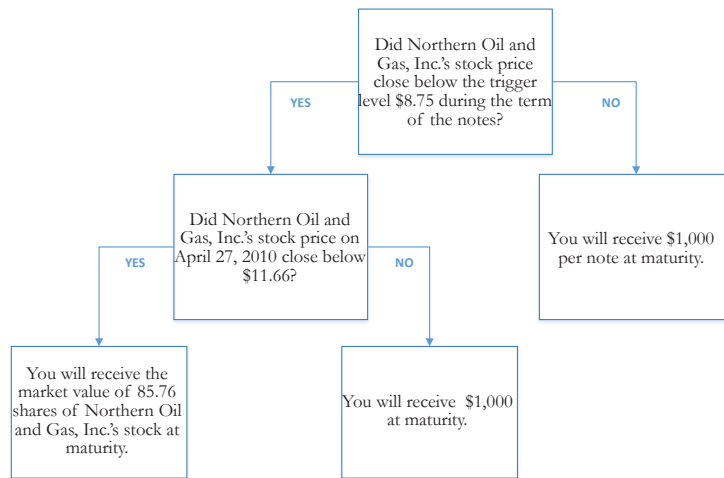 Did Northern Oil and
Gas, Inc.'s stock price
close below the trigger
level $8.75 during the term
of the notes?
YES
NO
Did Northern Oil and
Gas, Inc.'s stock price on
April 27, 2010 close below
$11.66?
You will receive $1,000
per note at maturity.
YES
NO
You will receive the
market value of 85.76
shares of Northern Oil
and Gas, Inc.'s stock at
maturity.
You will receive $1,000
at maturity.